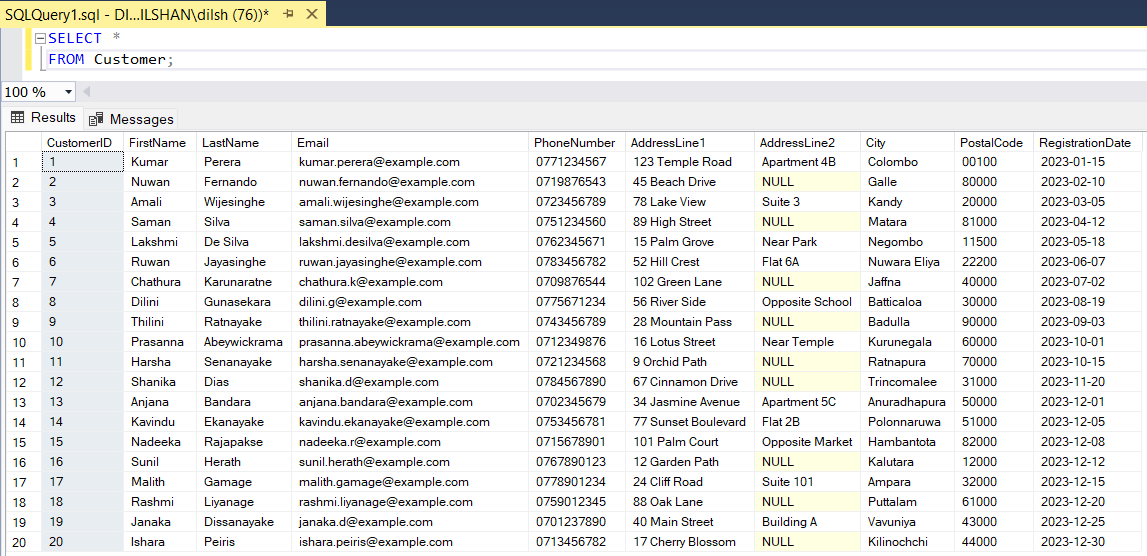 SQLQuery1.sql - DI...ILSHAN\dilsh (76))*
SELECT *
FROM Customer;
100 %
Results Messages
CustomerID FirstName LastName Email PhoneNumber AddressLine1 AddressLine2 City PostalCode RegistrationDate
1 1 Kumar Perera kumar.perera@example.com 0771234567 123 Temple Road Apartment 4B Colombo 00100 2023-01-15
2 2 Nuwan Fernando nuwan.fernando@example.com 0719876543 45 Beach Drive NULL Galle 80000 2023-02-10
3 3 Amali Wijesinghe amali.wijesinghe@example.com 0723456789 78 Lake View Suite 3 Kandy 20000 2023-03-05
4 4 Saman Silva saman.silva@example.com 0751234560 89 High Street NULL Matara 81000 2023-04-12
5 5 Lakshmi De Silva lakshmi.desilva@example.com 0762345671 15 Palm Grove Near Park Negombo 11500 2023-05-18
6 6 Ruwan Jayasinghe ruwan.jayasinghe@example.com 0783456782 52 Hill Crest Flat 6A Nuwara Eliya 22200 2023-06-07
7 7 Chathura Karunaratne chathura.k@example.com 0709876544 102 Green Lane NULL Jaffna 40000 2023-07-02
8 8 Dilini Gunasekara dilini.g@example.com 0775671234 56 River Side Opposite School Batticaloa 30000 2023-08-19
9 9 Thilini Ratnayake thilini.ratnayake@example.com 0743456789 28 Mountain Pass NULL Badulla 90000 2023-09-03
10 10 Prasanna Abeywickrama prasanna.abeywickrama@example.com 0712349876 16 Lotus Street Near Temple Kurunegala 60000 2023-10-01
11 11 Harsha Senanayake harsha.senanayake@example.com 0721234568 9 Orchid Path NULL Ratnapura 70000 2023-10-15
12 12 Shanika Dias shanika.d@example.com 0784567890 67 Cinnamon Drive NULL Trincomalee 31000 2023-11-20
13 13 Anjana Bandara anjana.bandara@example.com 0702345679 34 Jasmine Avenue Apartment 5C Anuradhapura 50000 2023-12-01
14 14 Kavindu Ekanayake kavindu.ekanayake@example.com 0753456781 77 Sunset Boulevard Flat 2B Polonnaruwa 51000 2023-12-05
15 15 Nadeeka Rajapakse nadeeka.r@example.com 0715678901 101 Palm Court Opposite Market Hambantota 82000 2023-12-08
16 16 Sunil Herath sunil.herath@example.com 0767890123 12 Garden Path NULL Kalutara 12000 2023-12-12
17 17 Malith Gamage malith.gamage@example.com 0778901234 24 Cliff Road Suite 101 Ampara 32000 2023-12-15
18 18 Rashmi Liyanage rashmi.liyanage@example.com 0759012345 88 Oak Lane NULL Puttalam 61000 2023-12-20
19 19 Janaka Dissanayake janaka.d@example.com 0701237890 40 Main Street Building A Vavuniya 43000 2023-12-25
20 20 Ishara Peiris ishara.peiris@example.com 0713456782 17 Cherry Blossom NULL Kilinochchi 44000 2023-12-30